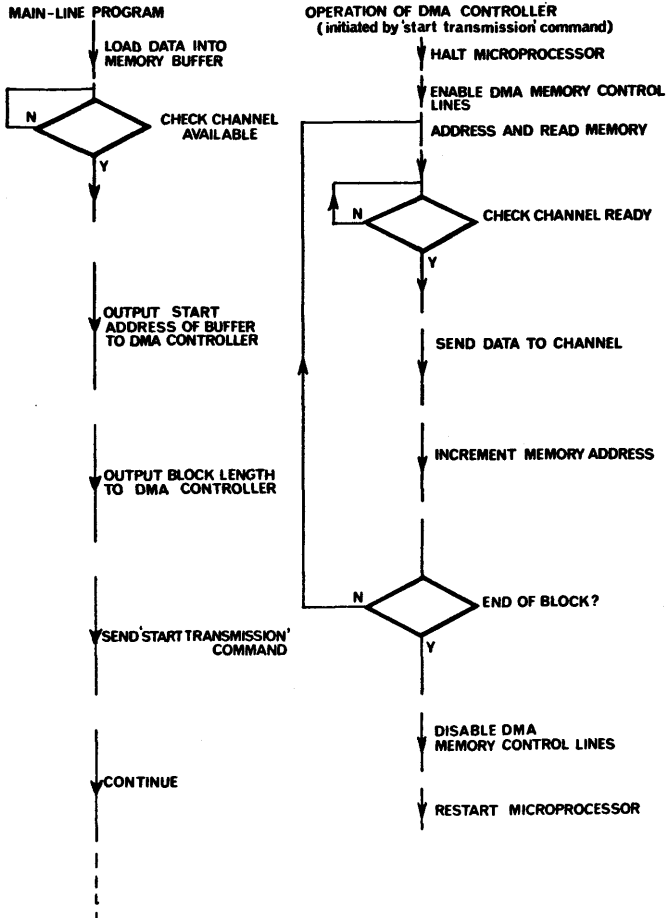 MAIN-LINE PROGRAM
LOAD DATA INTO
MEMORY BUFFER
N
CHECK CHANNEL
AVAILABLE
Y
OUTPUT START
ADDRESS OF BUFFER
TO DMA CONTROLLER
OUTPUT BLOCK LENGTH
TO DMA CONTROLLER
SEND 'START TRANSMISSION'
COMMAND
CONTINUE
OPERATION OF DMA CONTROLLER
(initiated by 'start transmission' command)
HALT MICROPROCESSOR
ENABLE DMA MEMORY CONTROL
LINES
ADDRESS AND READ MEMORY
N
CHECK CHANNEL READY
Y
SEND DATA TO CHANNEL
INCREMENT MEMORY ADDRESS
N
END OF BLOCK?
Y
DISABLE DMA
MEMORY CONTROL LINES
RESTART MICROPROCESSOR